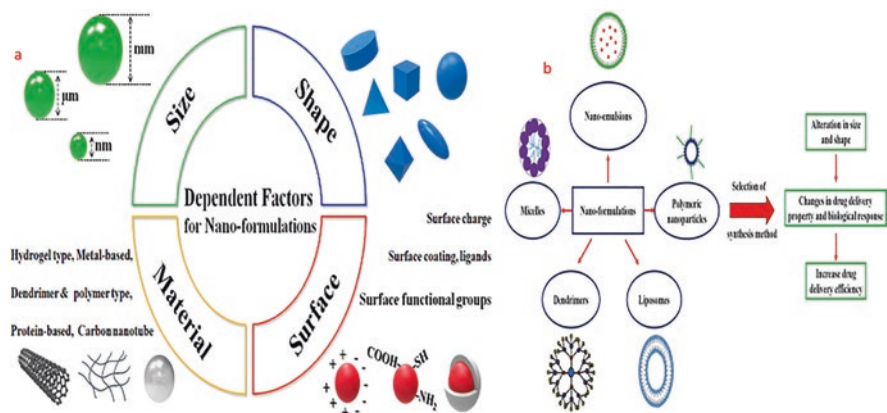 a
mm
μm
nm
Size
Shape
Dependent Factors
for Nano-formulations
Material
Surface
Hydrogel type, Metal-based,
Dendrimer & polymer type,
Protein-based, Carbon nanotube
Surface charge
Surface coating, ligands
Surface functional groups
+ + + + + +
- - - - -
COOH
SH
NH2
b
Nano-emulsions
Micelles
Nano-formulations
Polymeric
nanoparticles
Dendrimers
Liposomes
Selection of
synthesis method
Alteration in size
and shape
Changes in drug delivery
property and biological response
Increase drug
delivery efficiency